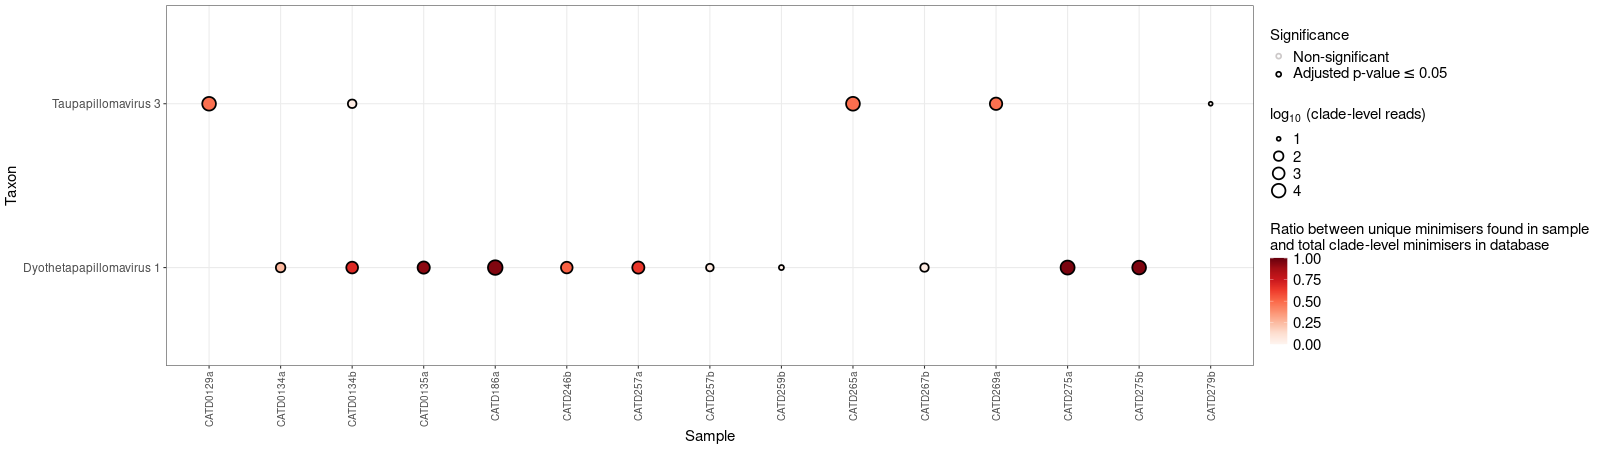 Taxon
Taupapillomavirus 3
Dyothetapapillomavirus 1
CATD0129a
CATD0134a
CATD0134b
CATD0135a
CATD186a
CATD246b
CATD257a
CATD257b
CATD259b
CATD265a
CATD267b
CATD269a
CATD275a
CATD275b
CATD279b
Sample
Significance
Non-significant
Adjusted p-value ≤ 0.05
log10 (clade-level reads)
1
2
3
4
Ratio between unique minimisers found in sample
and total clade-level minimisers in database
1.00
0.75
0.50
0.25
0.00